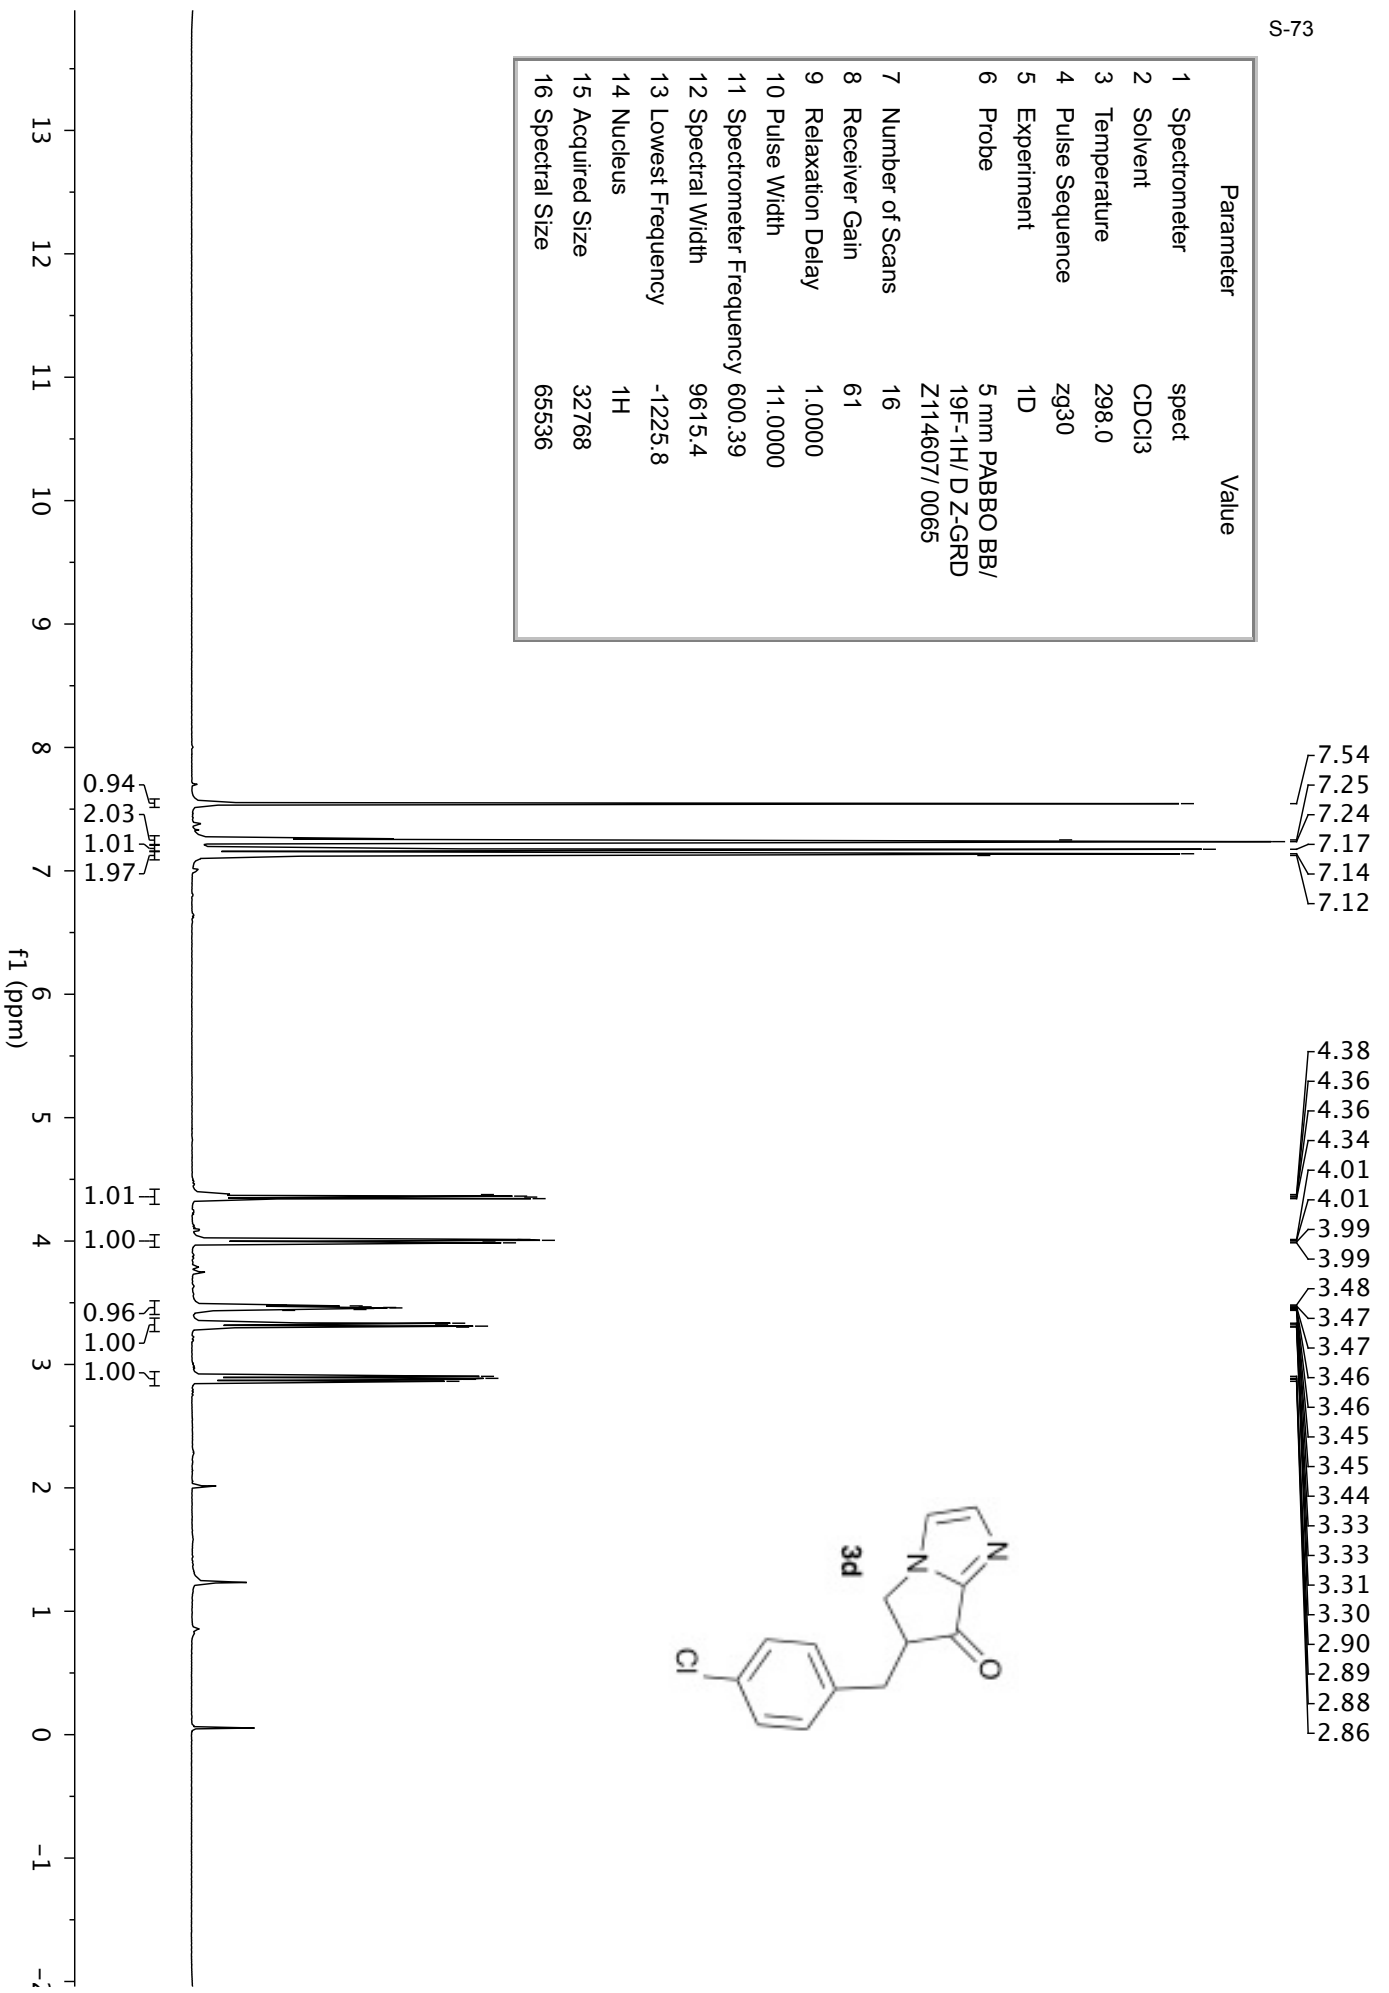 S-73
Parameter Value
1 Spectrometer spect
2 Solvent CDCl3
3 Temperature 298.0
4 Pulse Sequence zg30
5 Experiment 1D
6 Probe 5 mm PABBO BB/
19F-1H/ D Z-GRD
Z114607/ 0065
7 Number of Scans 16
8 Receiver Gain 61
9 Relaxation Delay 1.0000
10 Pulse Width 11.0000
11 Spectrometer Frequency 600.39
12 Spectral Width 9615.4
13 Lowest Frequency -1225.8
14 Nucleus 1H
15 Acquired Size 32768
16 Spectral Size 65536
7.54
7.25
7.24
7.17
7.14
7.12
4.38
4.36
4.36
4.34
4.01
4.01
3.99
3.99
3.48
3.47
3.47
3.46
3.46
3.45
3.45
3.44
3.33
3.33
3.31
3.30
2.90
2.89
2.88
2.86
N
N
O
Cl
3d
0.94
2.03
1.01
1.97
1.01
1.00
0.96
1.00
1.00
13 12 11 10 9 8 7 6 5 4 3 2 1 0 -1
f1 (ppm)